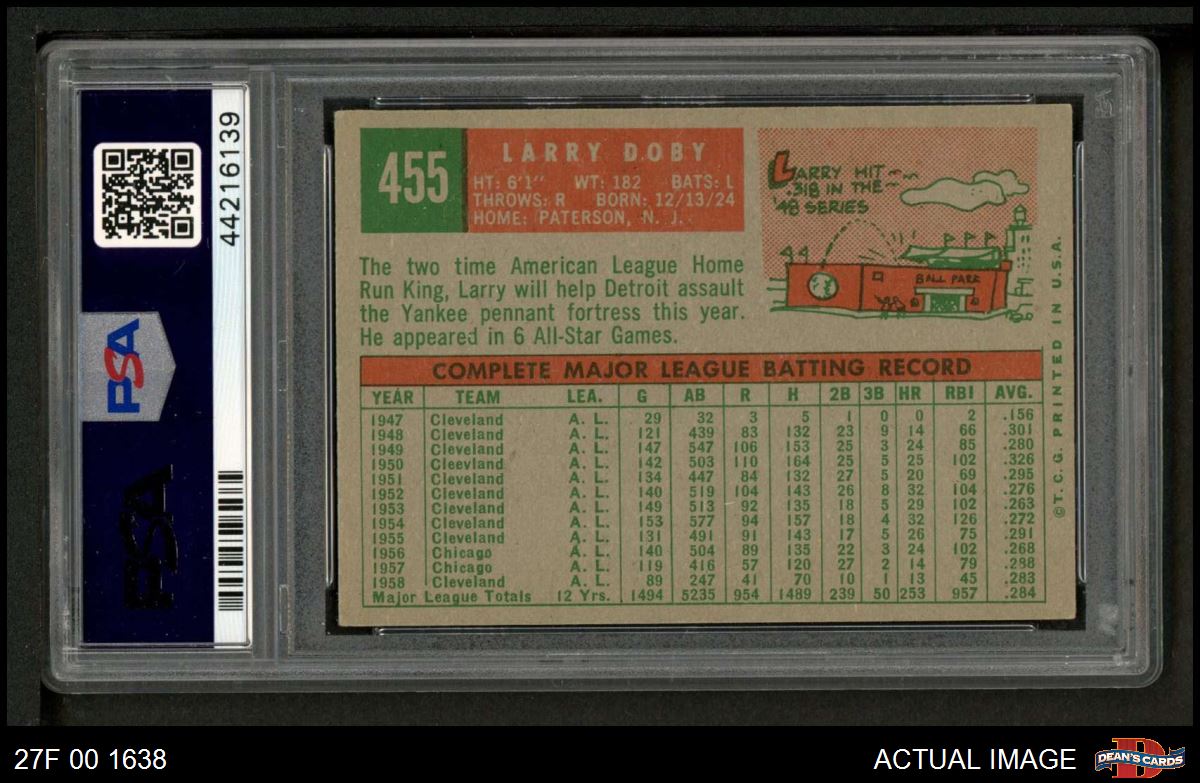 44216139
PSA
PSA
455
LARRY DOBY
HT: 6'1" WT: 182 BATS: L
THROWS: R BORN: 12/13/24
HOME: PATERSON, N. J.
LARRY HIT
.318 IN THE
'48 SERIES
BALL PARK
The two time American League Home
Run King, Larry will help Detroit assault
the Yankee pennant fortress this year.
He appeared in 6 All-Star Games.
COMPLETE MAJOR LEAGUE BATTING RECORD
YEAR TEAM LEA. G AB R H 2B 3B HR RBI AVG.
1947 Cleveland A. L. 29 32 3 5 1 0 0 2 .156
1948 Cleveland A. L. 121 439 83 132 23 9 14 66 .301
1949 Cleveland A. L. 147 547 106 153 25 3 24 85 .280
1950 Cleevland A. L. 142 503 110 164 25 5 25 102 .326
1951 Cleveland A. L. 134 447 84 132 27 5 20 69 .295
1952 Cleveland A. L. 140 519 104 143 26 8 32 104 .276
1953 Cleveland A. L. 149 513 92 135 18 5 29 102 .263
1954 Cleveland A. L. 153 577 94 157 18 4 32 126 .272
1955 Cleveland A. L. 131 491 91 143 17 5 26 75 .291
1956 Chicago A. L. 140 504 89 135 22 3 24 102 .268
1957 Chicago A. L. 119 416 57 120 27 2 14 79 .298
1958 Cleveland A. L. 89 247 41 70 10 1 13 45 .283
Major League Totals 12 Yrs. 1494 5235 954 1489 239 50 253 957 .284
©T. C. G. PRINTED IN U.S.A.
27F 00 1638
ACTUAL IMAGE
D
DEAN'S CARDS